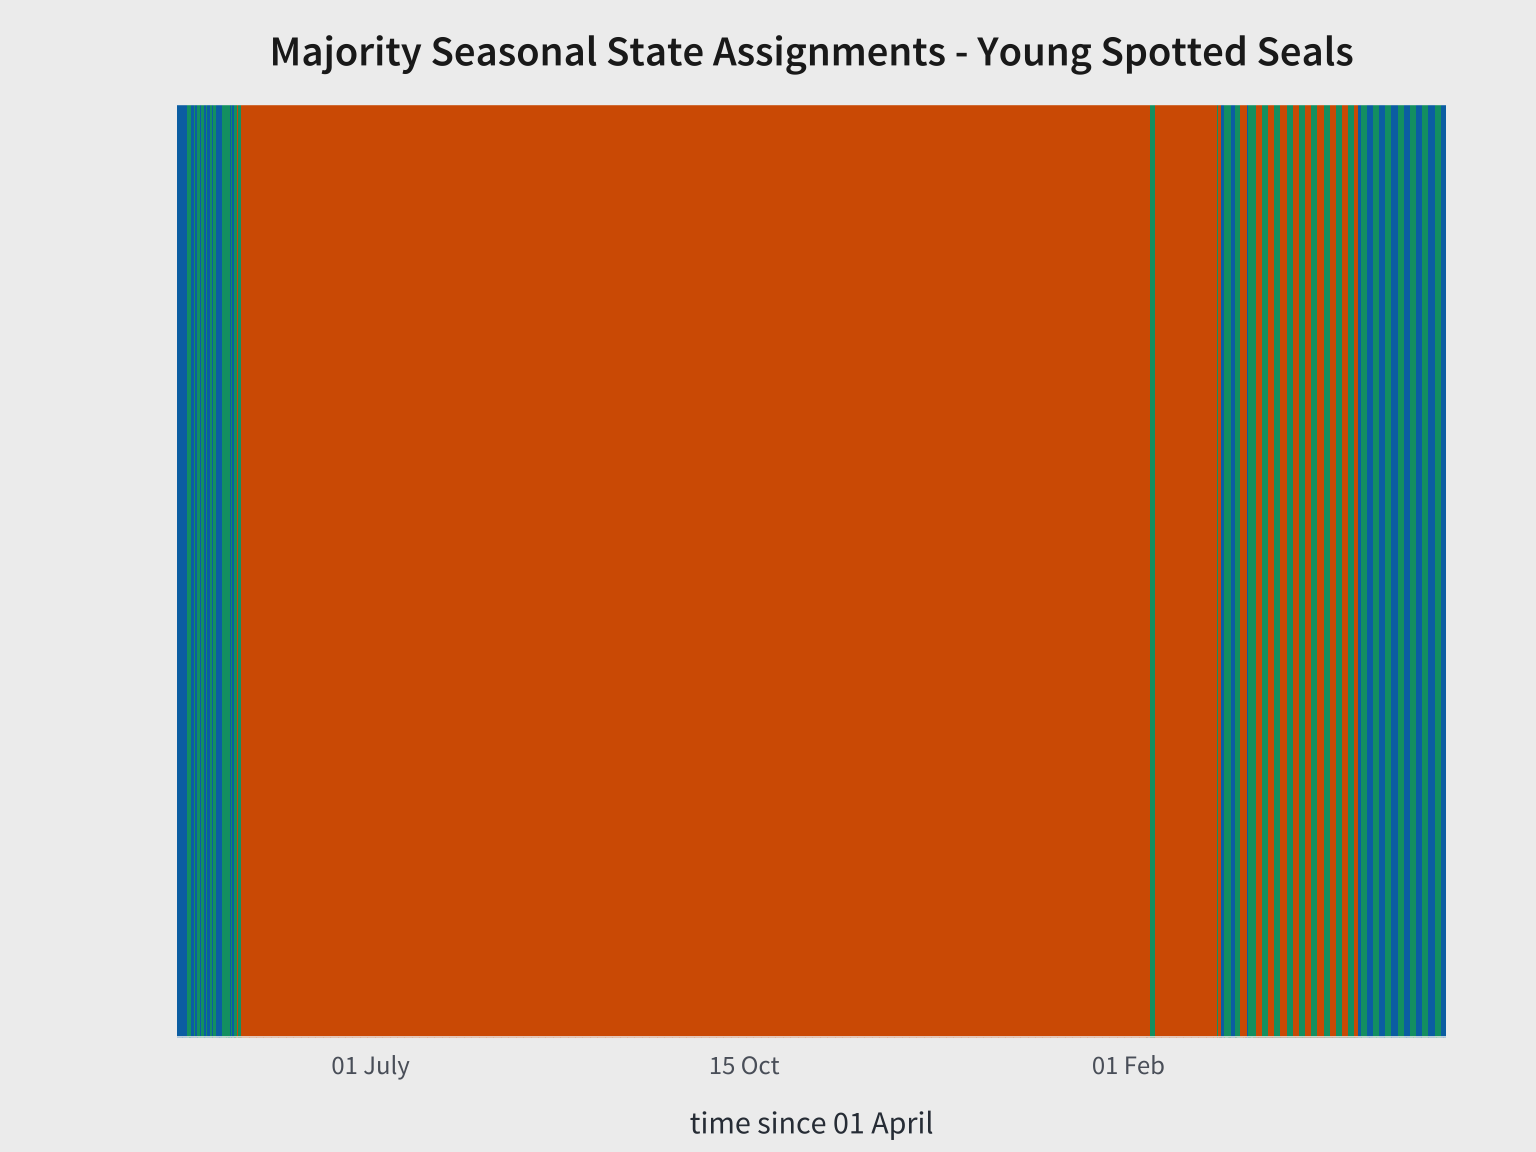 Majority Seasonal State Assignments - Young Spotted Seals
01 July
15 Oct
01 Feb
time since 01 April